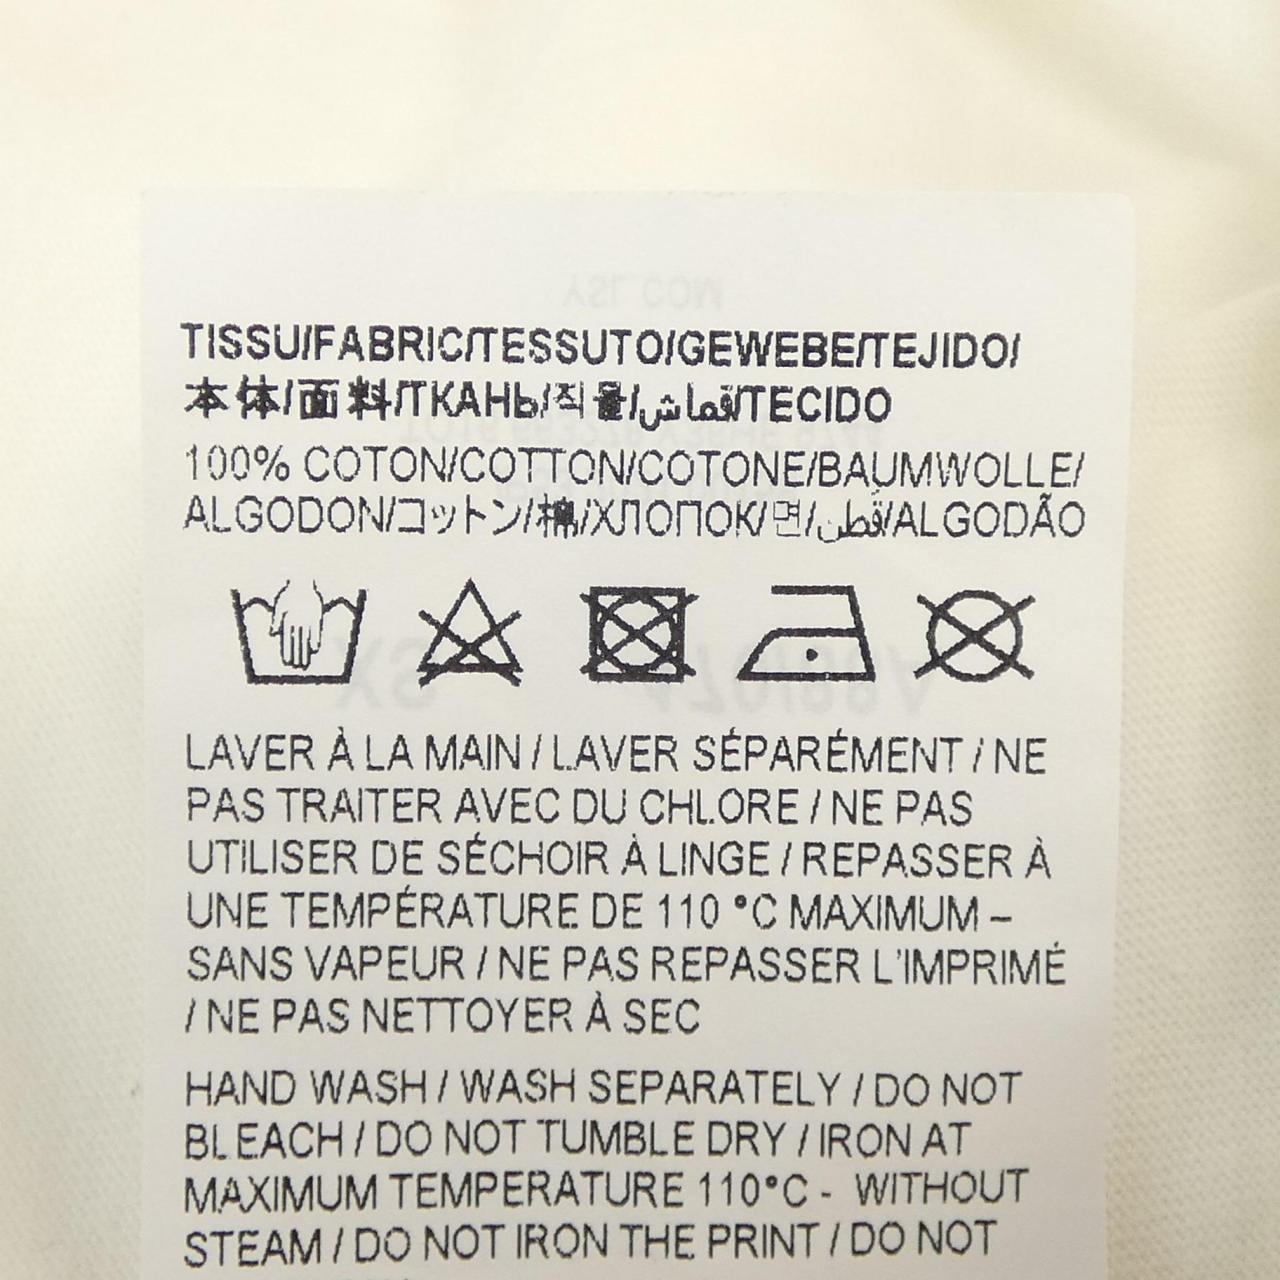 TISSU/FABRIC/TESSUTO/GEWEBE/TEJIDO/
本体/面料/ТКАНЬ/직물/قماش/TECIDO
100% COTON/COTTON/COTONE/BAUMWOLLE/
ALGODON/コットン/棉/ХЛОПОК/면/قطن/ALGODÃO
LAVER À LA MAIN / LAVER SÉPARÉMENT / NE
PAS TRAITER AVEC DU CHLORE / NE PAS
UTILISER DE SÉCHOIR À LINGE / REPASSER À
UNE TEMPÉRATURE DE 110 °C MAXIMUM –
SANS VAPEUR / NE PAS REPASSER L'IMPRIMÉ
/ NE PAS NETTOYER À SEC
HAND WASH / WASH SEPARATELY / DO NOT
BLEACH / DO NOT TUMBLE DRY / IRON AT
MAXIMUM TEMPERATURE 110°C - WITHOUT
STEAM / DO NOT IRON THE PRINT / DO NOT